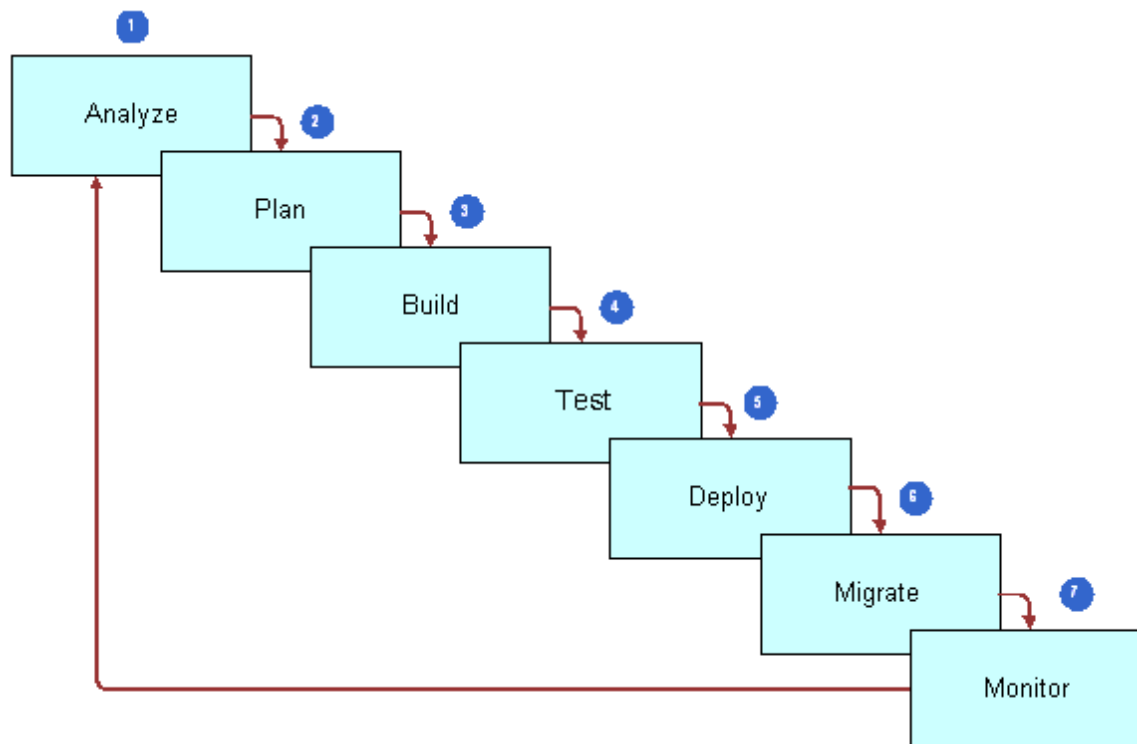 1
Analyze
2
Plan
3
Build
4
Test
5
Deploy
6
Migrate
7
Monitor